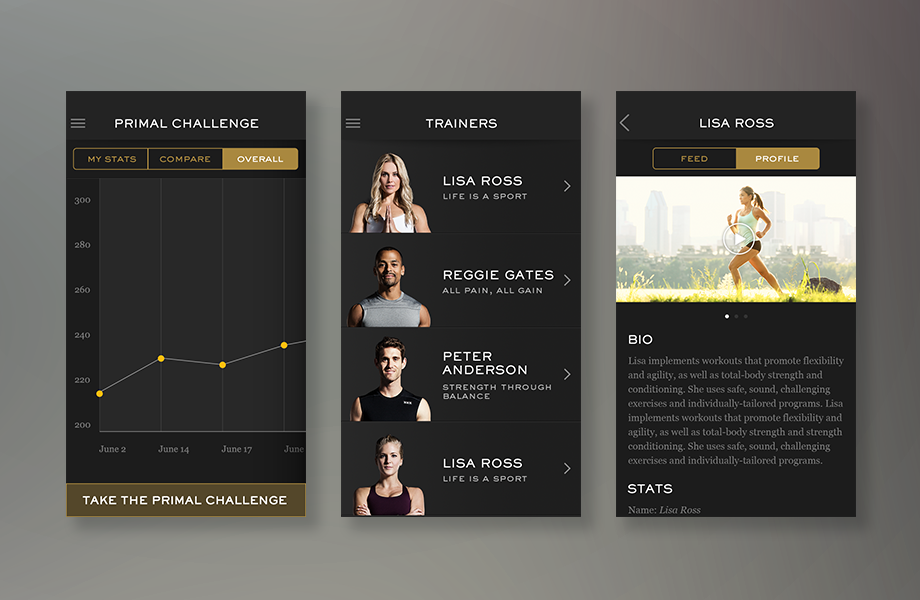 PRIMAL CHALLENGE
MY STATS
COMPARE
OVERALL
300
280
260
240
220
200
June 2
June 14
June 17
June
TAKE THE PRIMAL CHALLENGE
TRAINERS
LISA ROSS
LIFE IS A SPORT
REGGIE GATES
ALL PAIN, ALL GAIN
PETER
ANDERSON
STRENGTH THROUGH
BALANCE
LISA ROSS
LIFE IS A SPORT
LISA ROSS
FEED
PROFILE
BIO
Lisa implements workouts that promote flexibility
and agility, as well as total-body strength and
conditioning. She uses safe, sound, challenging
exercises and individually-tailored programs. Lisa
implements workouts that promote flexibility and
agility, as well as total-body strength and strength
conditioning. She uses safe, sound, challenging
exercises and individually-tailored programs.
STATS
Name: Lisa Ross